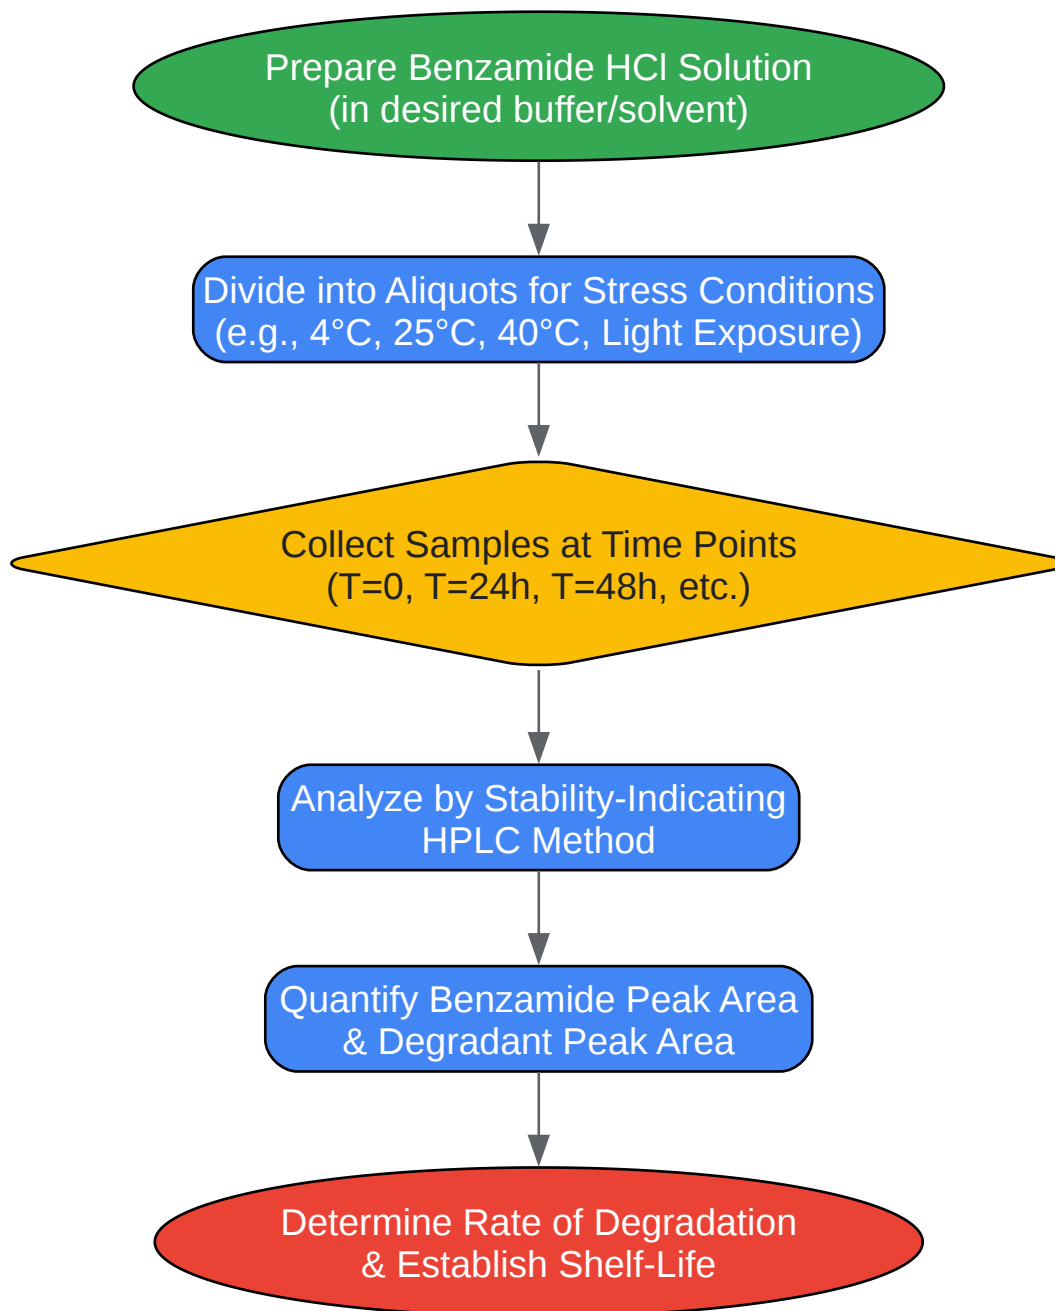 Prepare Benzamide HCl Solution
(in desired buffer/solvent)
Divide into Aliquots for Stress Conditions
(e.g., 4°C, 25°C, 40°C, Light Exposure)
Collect Samples at Time Points
(T=0, T=24h, T=48h, etc.)
Analyze by Stability-Indicating
HPLC Method
Quantify Benzamide Peak Area
& Degradant Peak Area
Determine Rate of Degradation
& Establish Shelf-Life